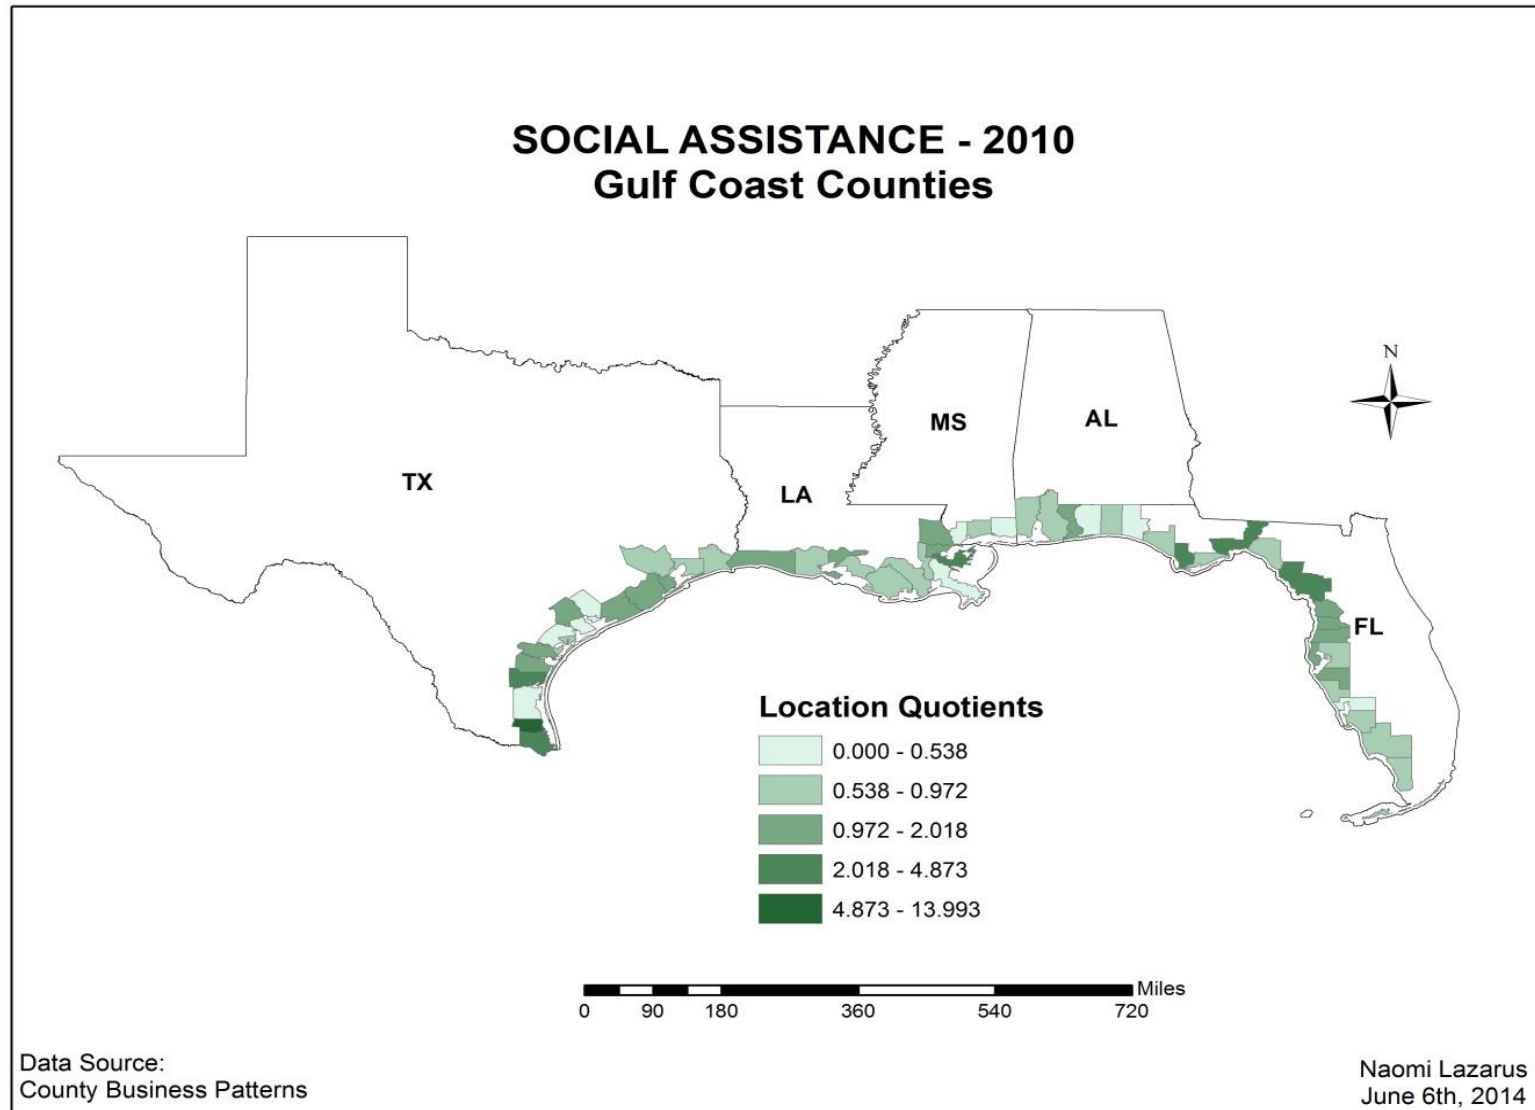 SOCIAL ASSISTANCE - 2010
Gulf Coast Counties
N
MS
AL
TX
LA
FL
Location Quotients
0.000 - 0.538
0.538 - 0.972
0.972 - 2.018
2.018 - 4.873
4.873 - 13.993
Miles
0 90 180 360 540 720
Data Source:
County Business Patterns
Naomi Lazarus
June 6th, 2014